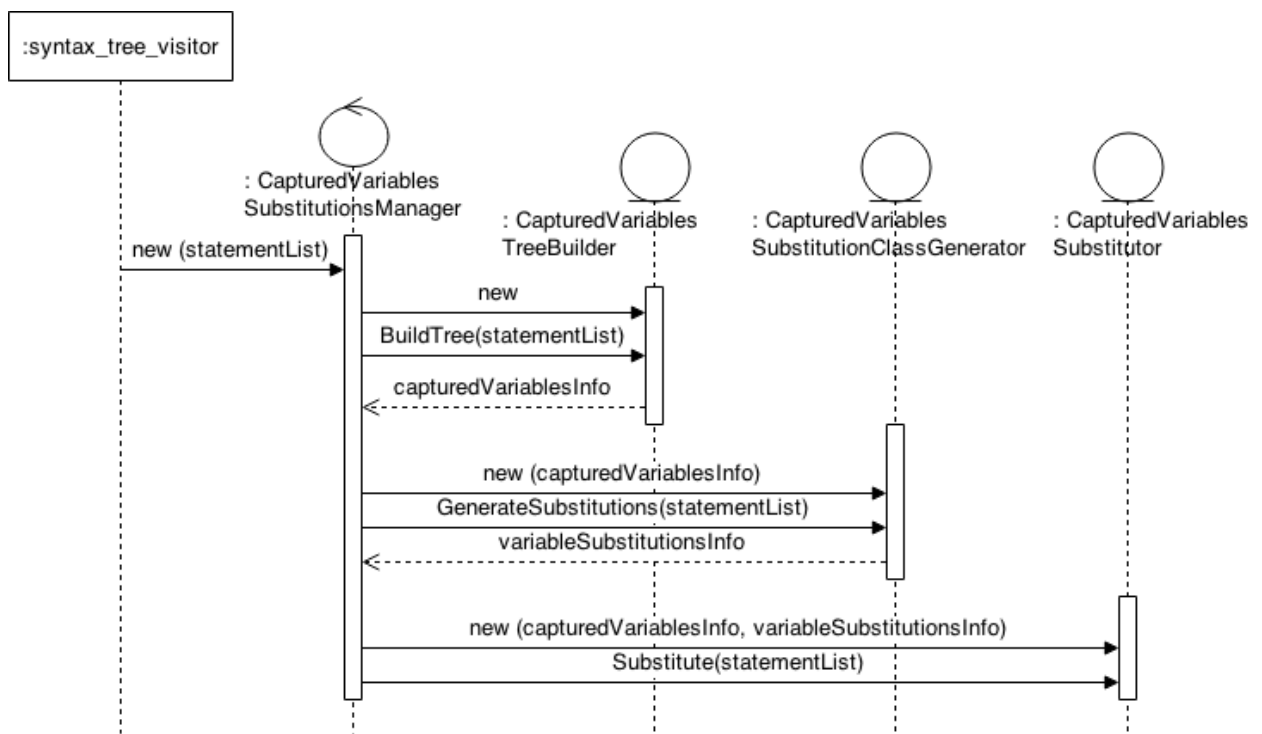 :syntax_tree_visitor
: CapturedVariables
SubstitutionsManager
: CapturedVariables
TreeBuilder
: CapturedVariables
SubstitutionClassGenerator
: CapturedVariables
Substitutor
new (statementList)
new
BuildTree(statementList)
capturedVariablesInfo
new (capturedVariablesInfo)
GenerateSubstitutions(statementList)
variableSubstitutionsInfo
new (capturedVariablesInfo, variableSubstitutionsInfo)
Substitute(statementList)